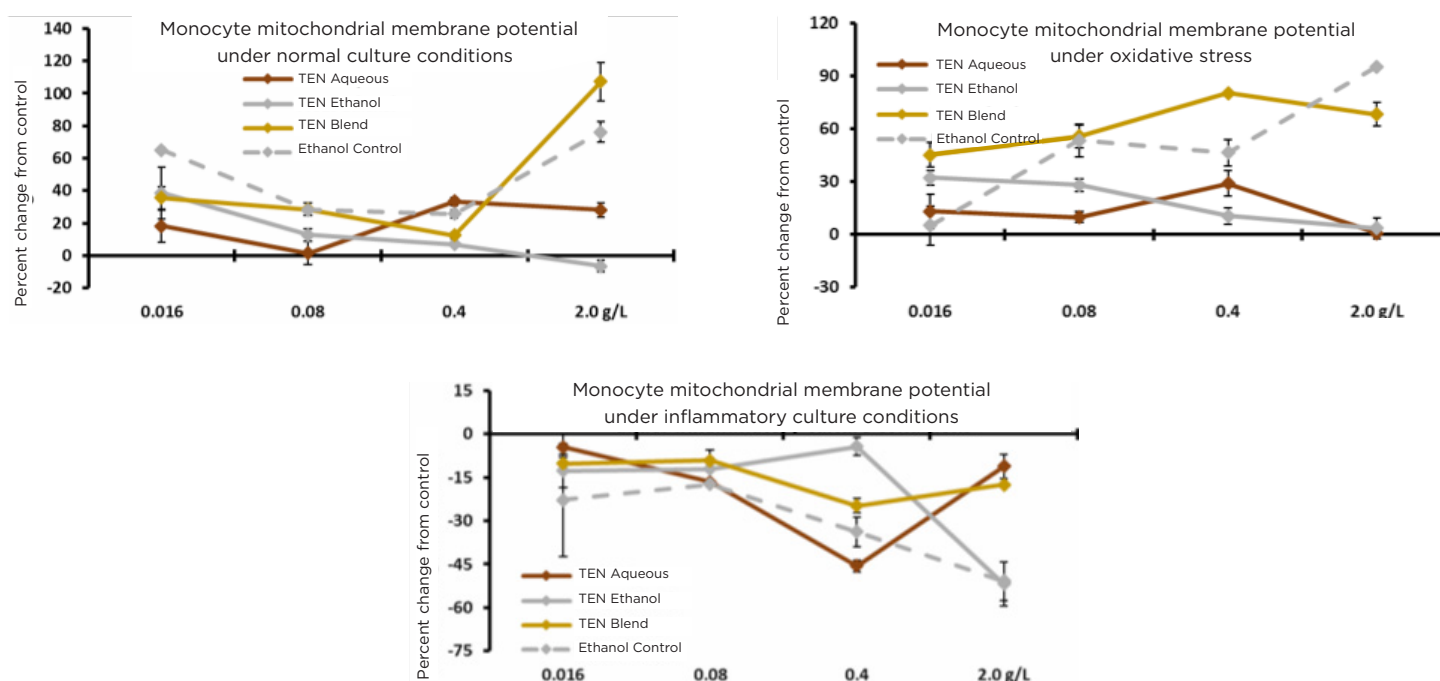 Monocyte mitochondrial membrane potential
under normal culture conditions
Percent change from control
140
120
100
80
60
40
20
0
-20
TEN Aqueous
TEN Ethanol
TEN Blend
Ethanol Control
0.016 0.08 0.4 2.0 g/L
Monocyte mitochondrial membrane potential
under oxidative stress
Percent change from control
120
90
60
30
0
-30
TEN Aqueous
TEN Ethanol
TEN Blend
Ethanol Control
0.016 0.08 0.4 2.0 g/L
Monocyte mitochondrial membrane potential
under inflammatory culture conditions
Percent change from control
15
0
-15
-30
-45
-60
-75
TEN Aqueous
TEN Ethanol
TEN Blend
Ethanol Control
0.016 0.08 0.4 2.0 g/L